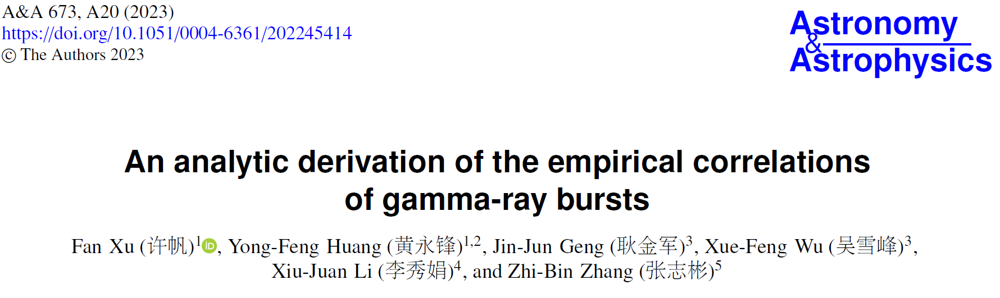 A&A 673, A20 (2023)
https://doi.org/10.1051/0004-6361/202245414
© The Authors 2023
Astronomy
&
Astrophysics
An analytic derivation of the empirical correlations
of gamma-ray bursts
Fan Xu (许帆)1 iD, Yong-Feng Huang (黄永锋)1,2, Jin-Jun Geng (耿金军)3, Xue-Feng Wu (吴雪峰)3,
Xiu-Juan Li (李秀娟)4, and Zhi-Bin Zhang (张志彬)5